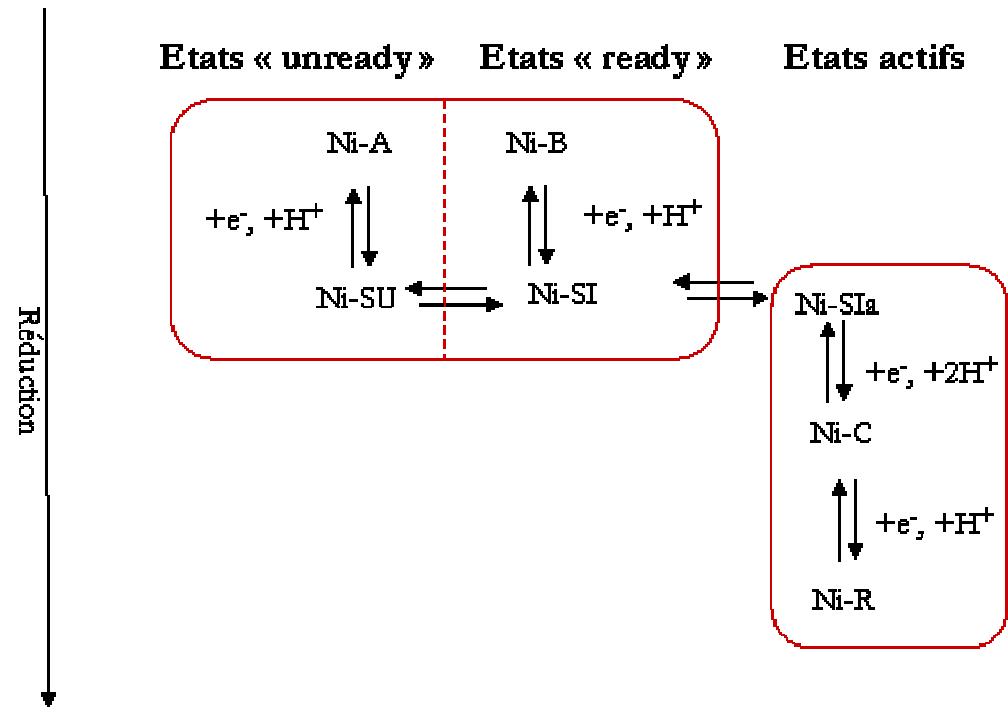 Etats « unready » Etats « ready » Etats actifs
Ni-A Ni-B
+e⁻, +H⁺ +e⁻, +H⁺
Ni-SU Ni-SI Ni-SIa
Réduction
+e⁻, +2H⁺
Ni-C
+e⁻, +H⁺
Ni-R